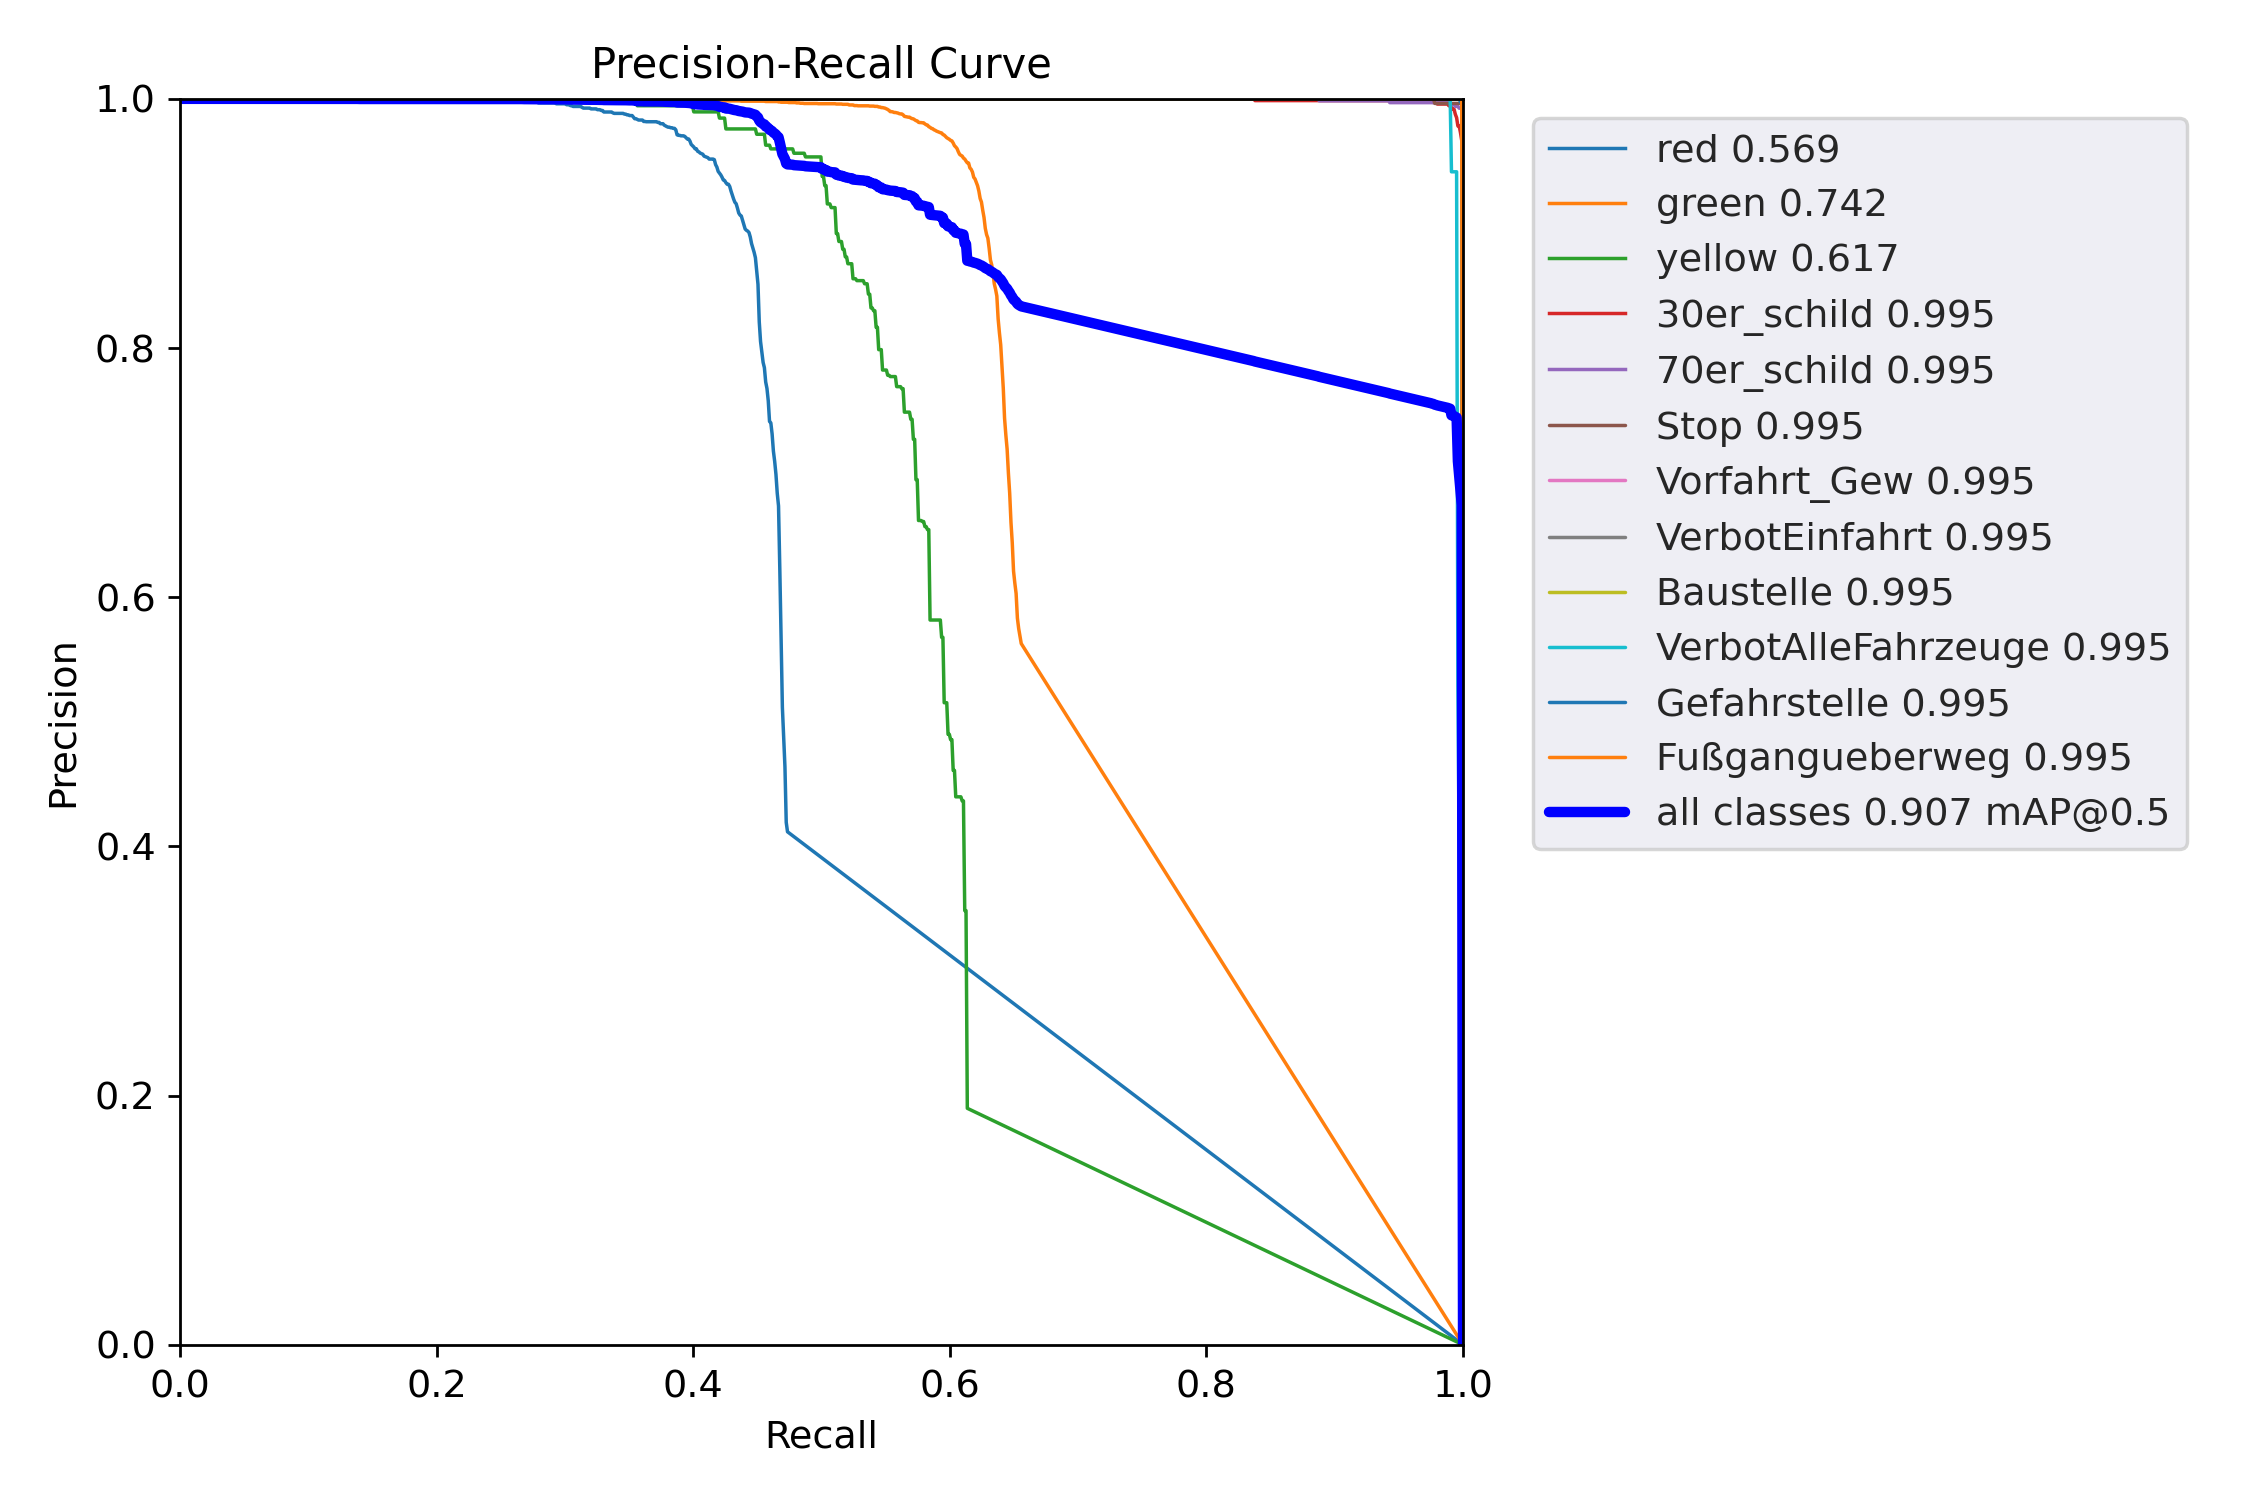 Precision-Recall Curve
1.0
0.8
0.6
0.4
0.2
0.0
Precision
0.0 0.2 0.4 0.6 0.8 1.0
Recall
red 0.569
green 0.742
yellow 0.617
30er_schild 0.995
70er_schild 0.995
Stop 0.995
Vorfahrt_Gew 0.995
VerbotEinfahrt 0.995
Baustelle 0.995
VerbotAlleFahrzeuge 0.995
Gefahrstelle 0.995
Fußgangueberweg 0.995
all classes 0.907 mAP@0.5